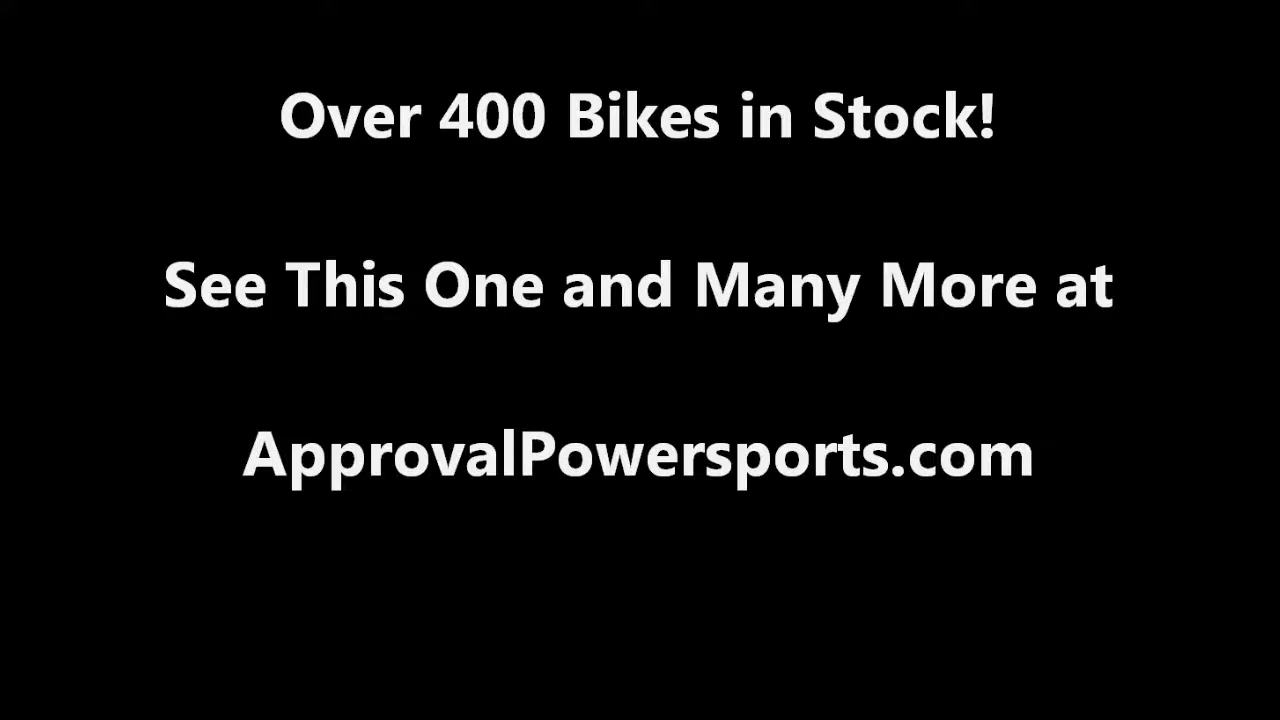 Over 400 Bikes in Stock!
See This One and Many More at
ApprovalPowersports.com